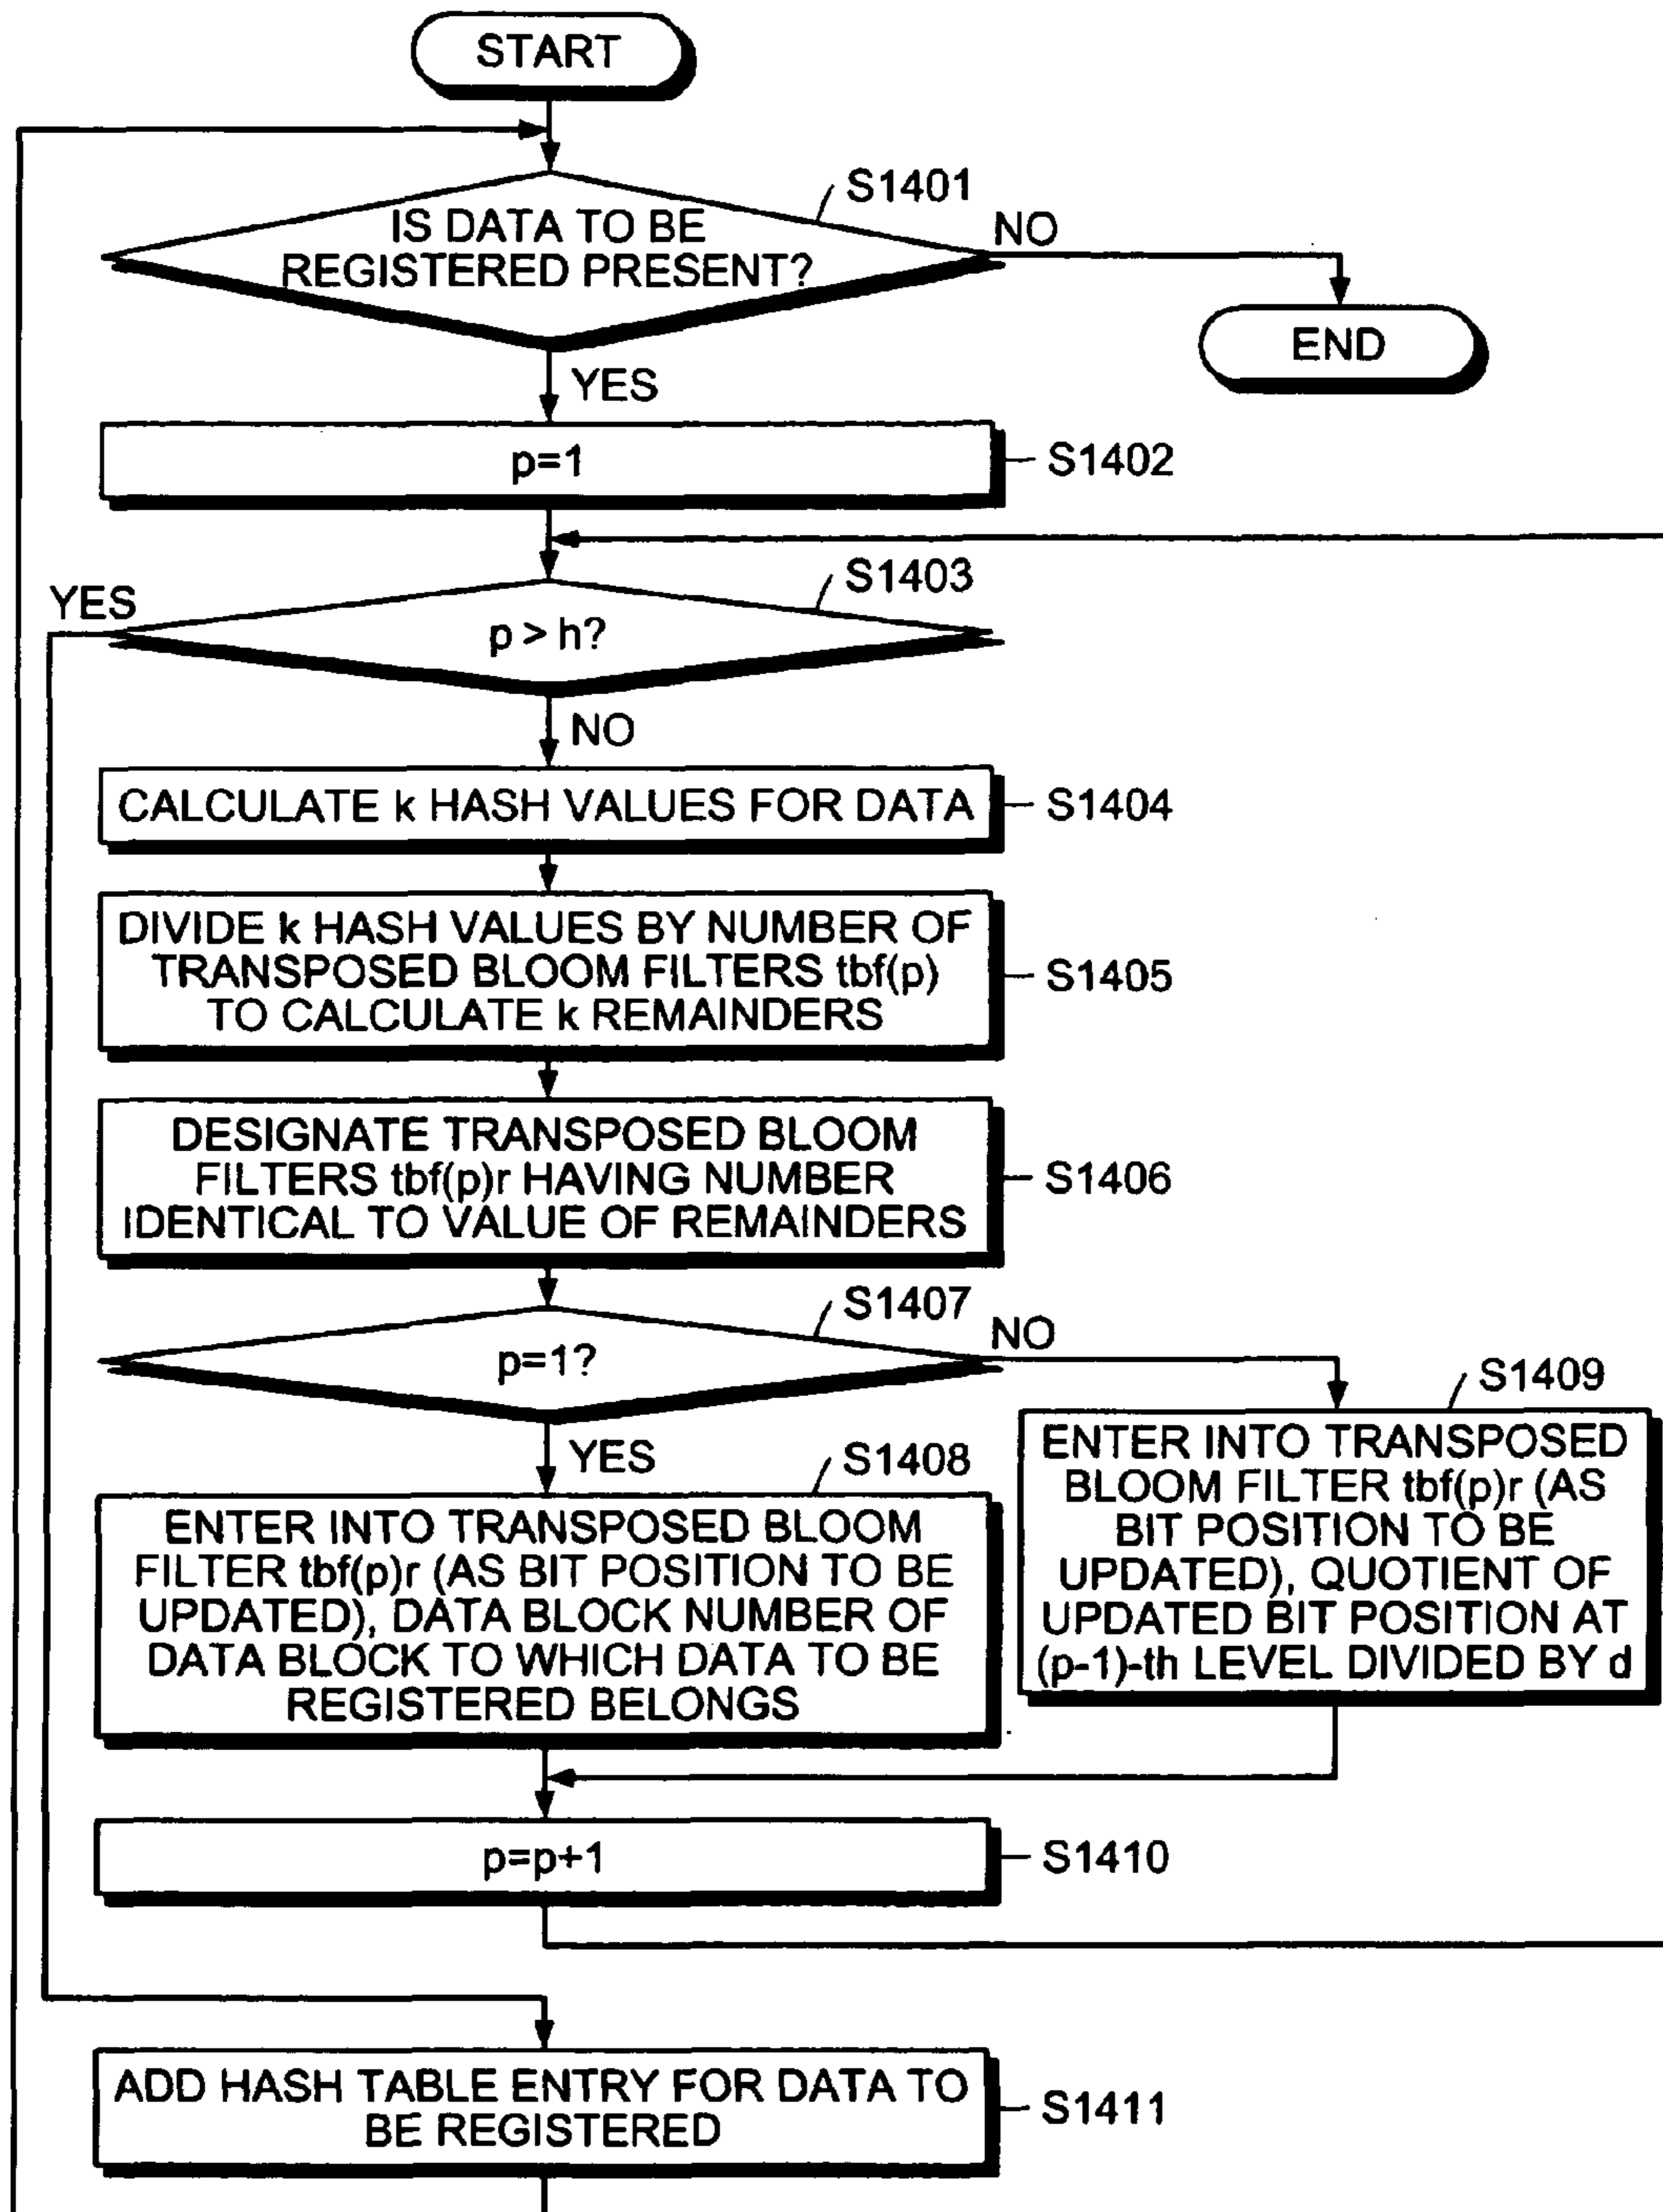 START
S1401
IS DATA TO BE
REGISTERED PRESENT?
NO
END
YES
p=1
S1402
S1403
YES
p > h?
NO
CALCULATE k HASH VALUES FOR DATA
S1404
DIVIDE k HASH VALUES BY NUMBER OF
TRANSPOSED BLOOM FILTERS tbf(p)
TO CALCULATE k REMAINDERS
S1405
DESIGNATE TRANSPOSED BLOOM
FILTERS tbf(p)r HAVING NUMBER
IDENTICAL TO VALUE OF REMAINDERS
S1406
S1407
p=1?
NO
YES
S1408
ENTER INTO TRANSPOSED BLOOM
FILTER tbf(p)r (AS BIT POSITION TO BE
UPDATED), DATA BLOCK NUMBER OF
DATA BLOCK TO WHICH DATA TO BE
REGISTERED BELONGS
S1409
ENTER INTO TRANSPOSED
BLOOM FILTER tbf(p)r (AS
BIT POSITION TO BE
UPDATED), QUOTIENT OF
UPDATED BIT POSITION AT
(p-1)-th LEVEL DIVIDED BY d
p=p+1
S1410
ADD HASH TABLE ENTRY FOR DATA TO
BE REGISTERED
S1411